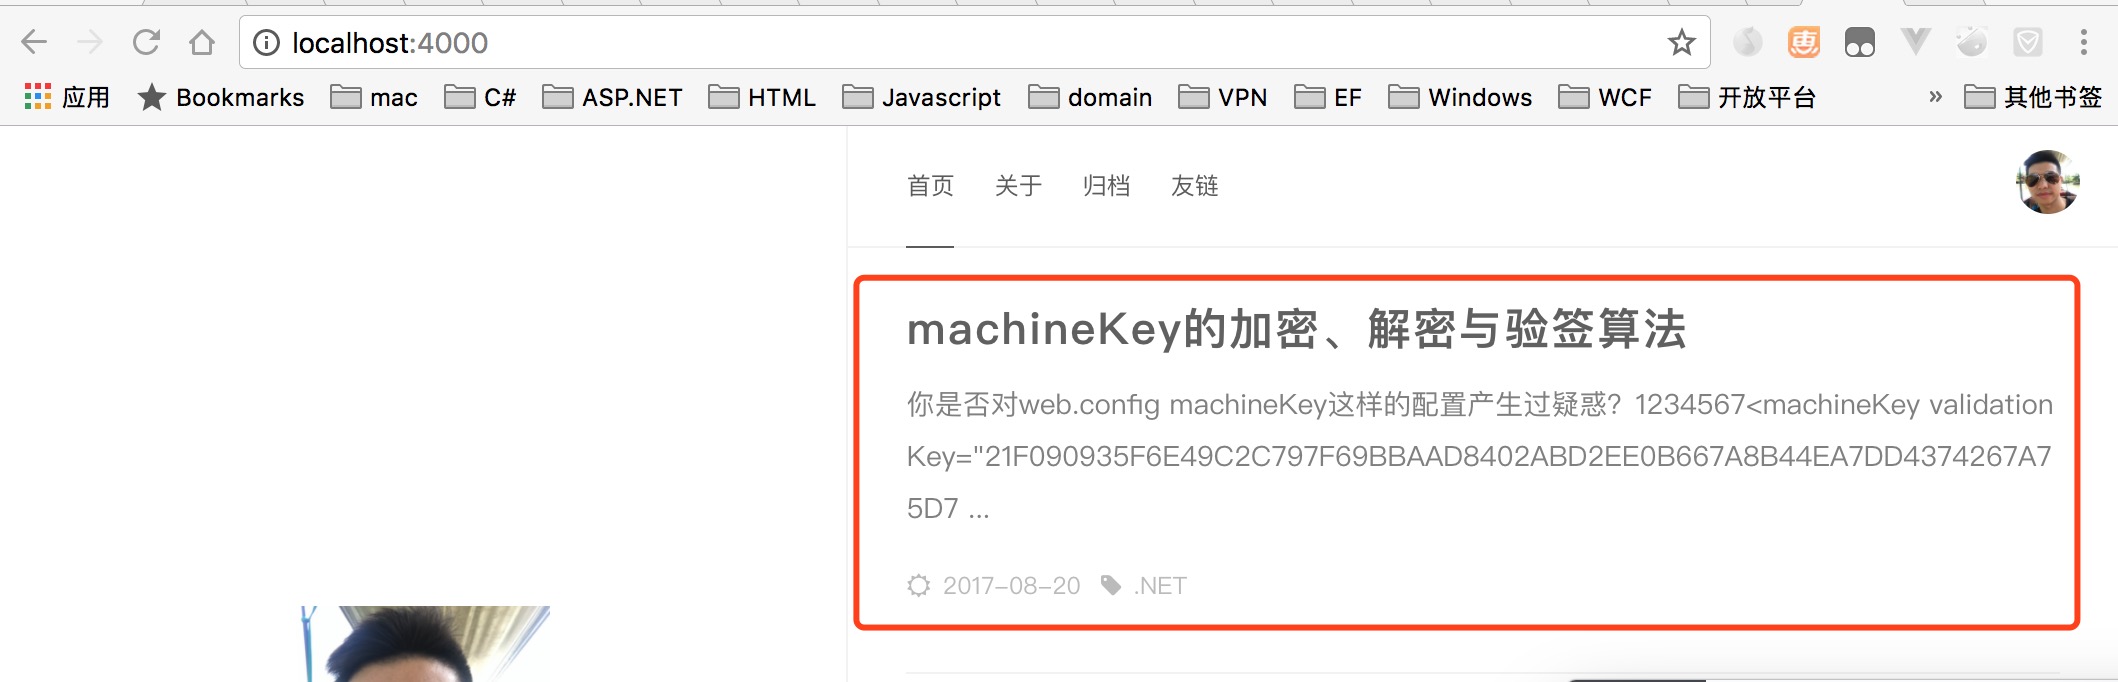 localhost:4000
应用 Bookmarks mac C# ASP.NET HTML Javascript domain VPN EF Windows WCF 开放平台 » 其他书签
首页 关于 归档 友链
machineKey的加密、解密与验签算法
你是否对web.config machineKey这样的配置产生过疑惑？1234567<machineKey validation
Key="21F090935F6E49C2C797F69BBAAD8402ABD2EE0B667A8B44EA7DD4374267A7
5D7 ...
2017-08-20 .NET